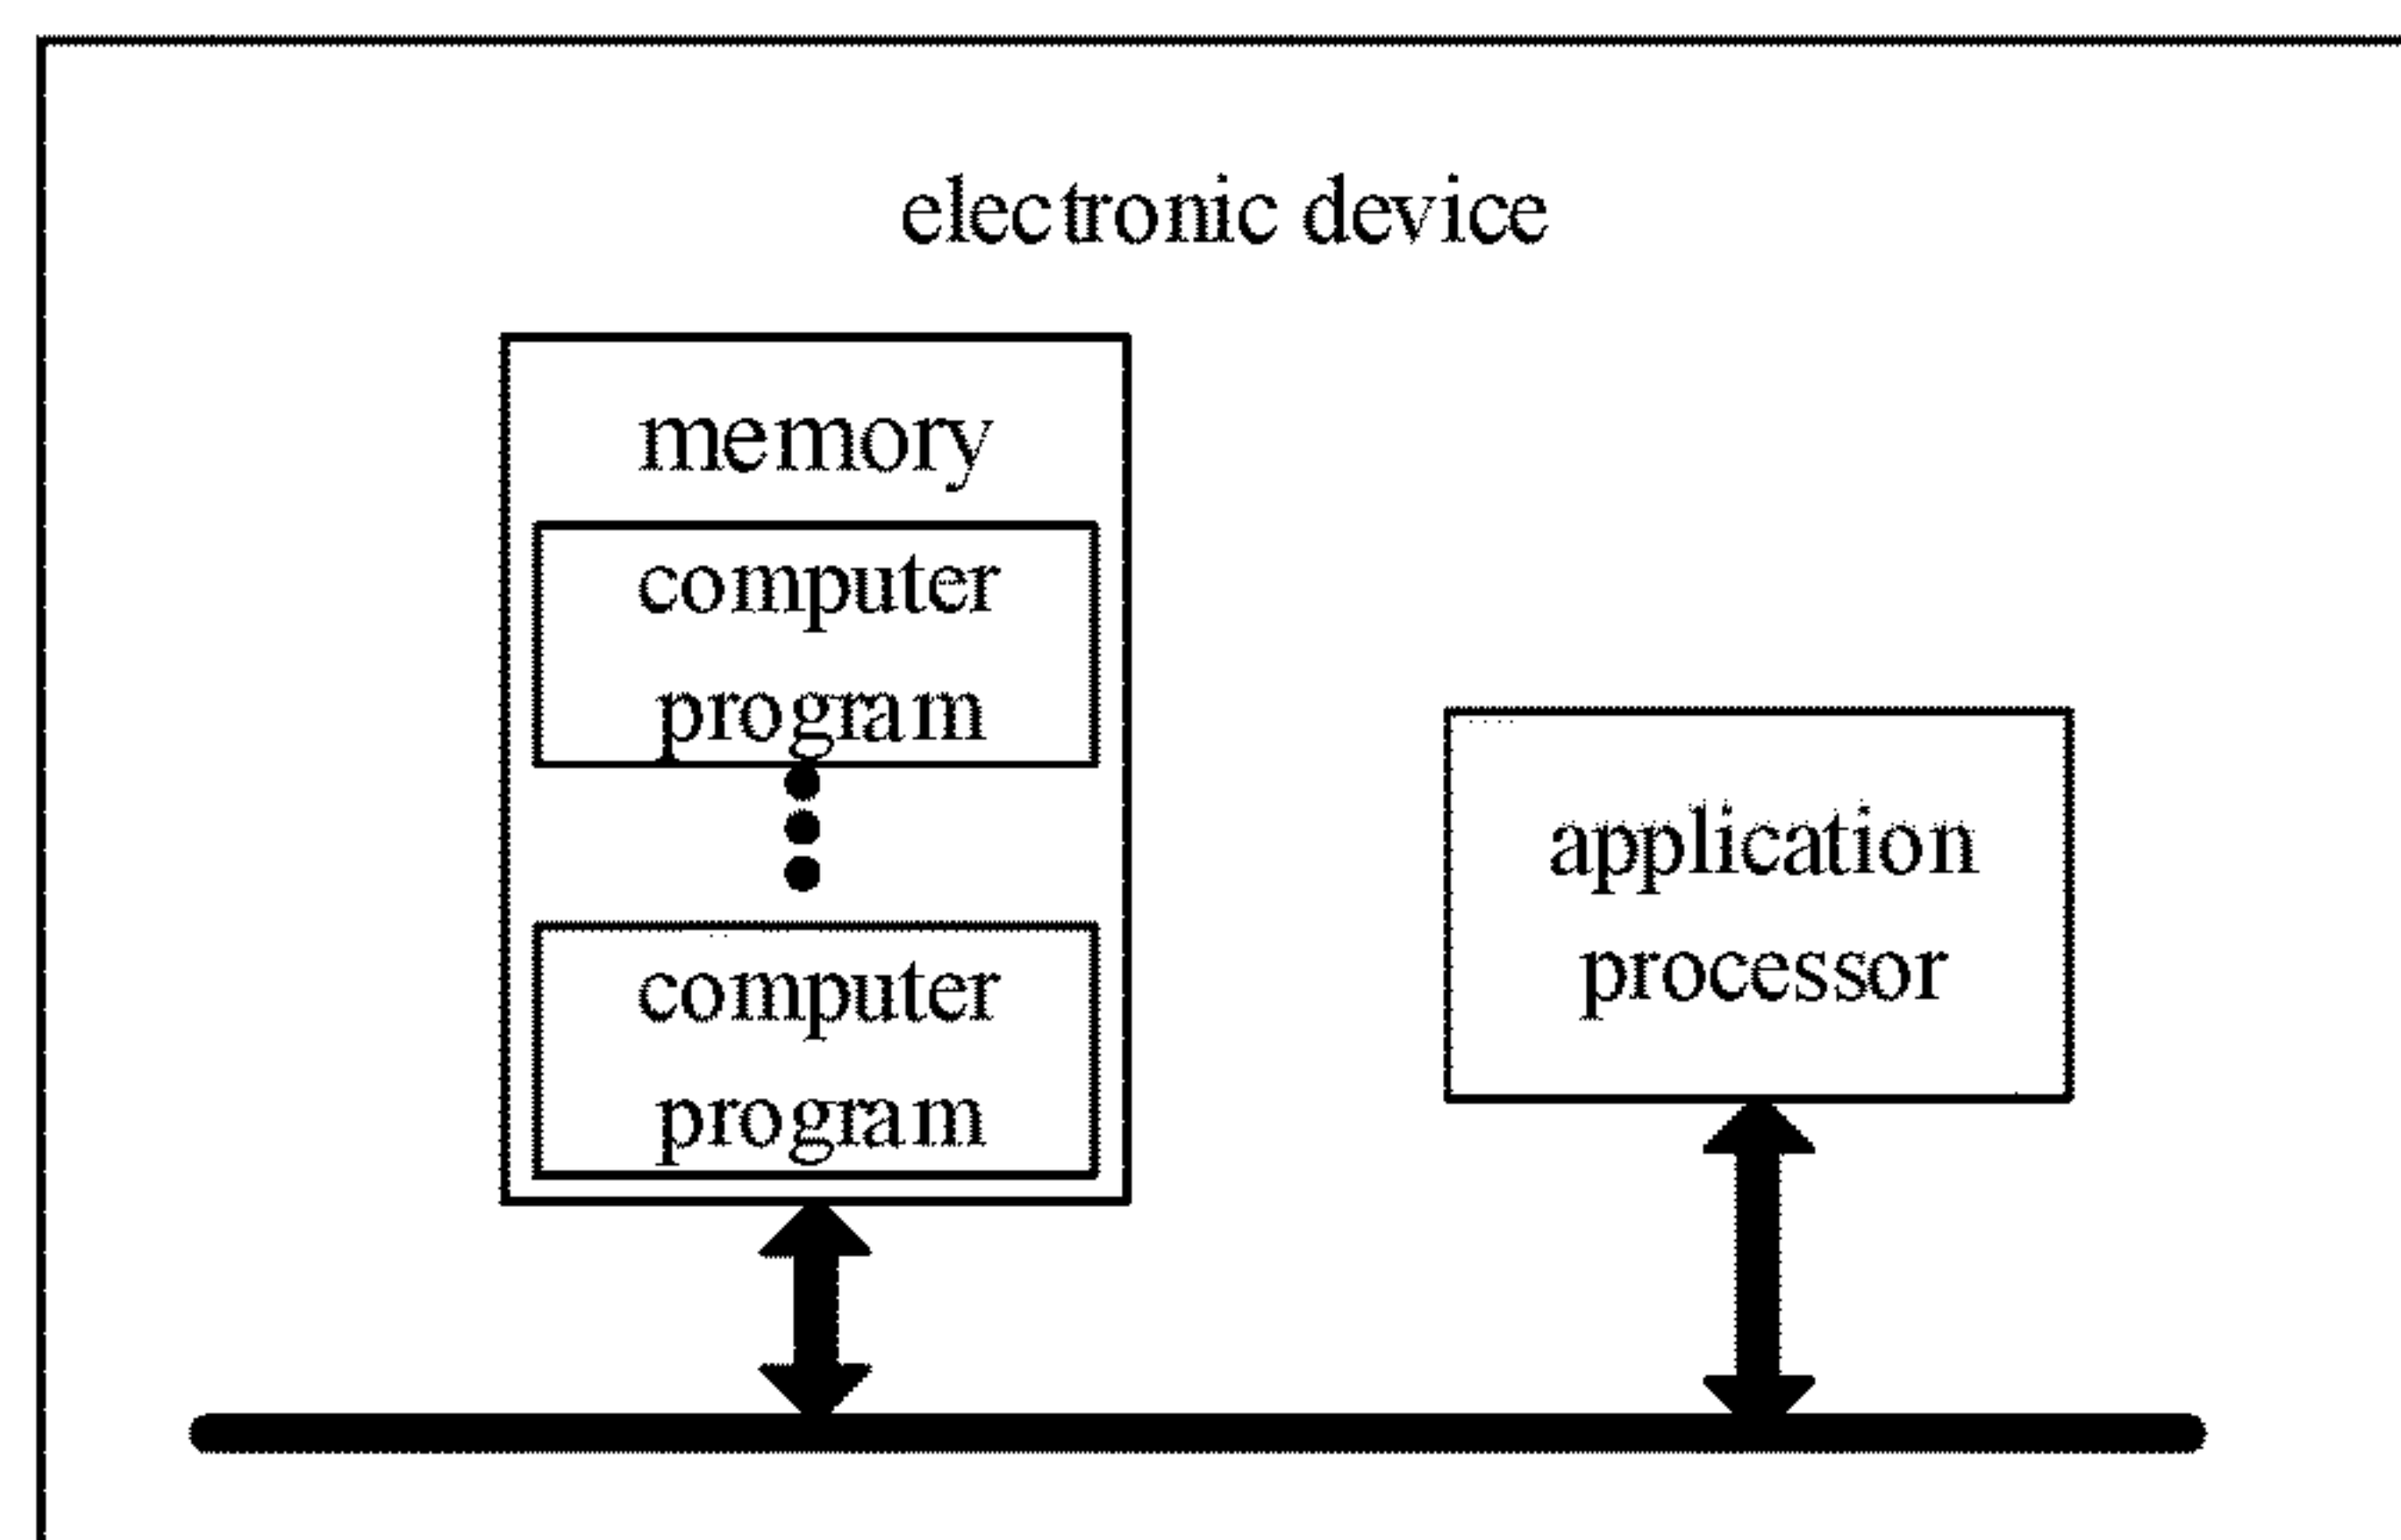 electronic device
memory
computer
program
computer
program
application
processor